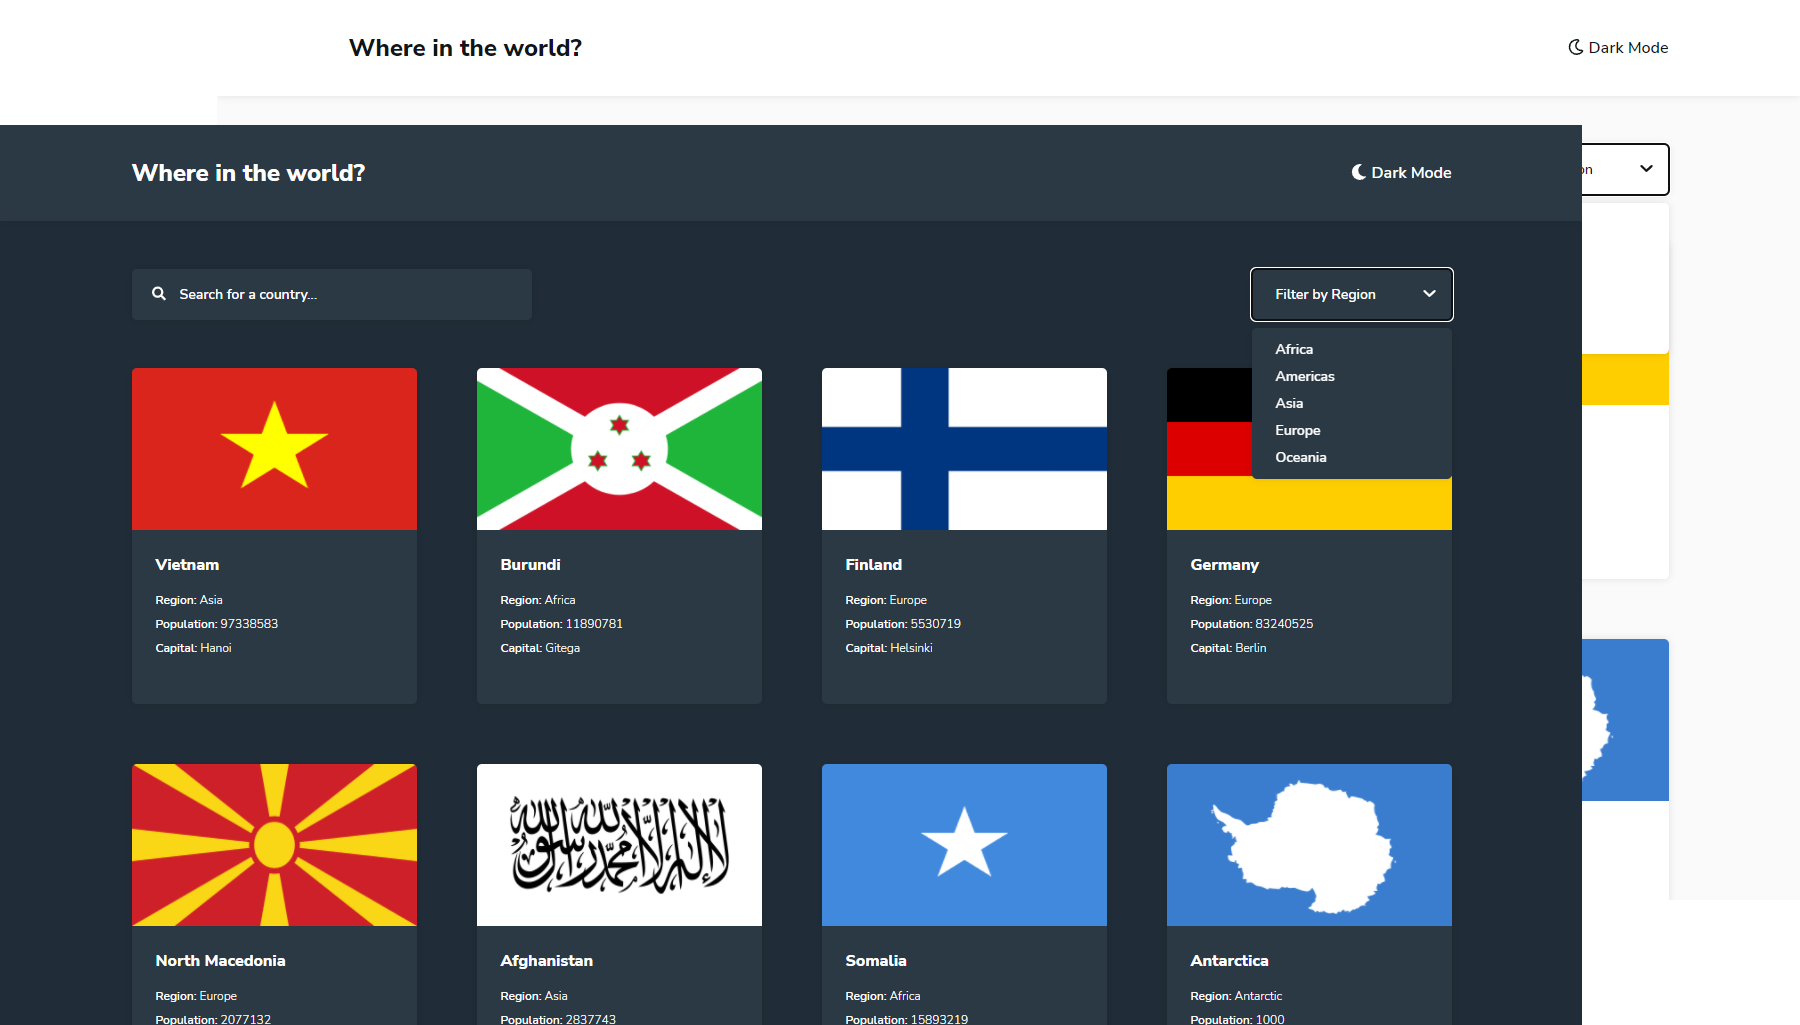 Where in the world?
Dark Mode
on
Where in the world?
Dark Mode
Search for a country...
Filter by Region
Africa
Americas
Asia
Europe
Oceania
Vietnam
Region: Asia
Population: 97338583
Capital: Hanoi
Burundi
Region: Africa
Population: 11890781
Capital: Gitega
Finland
Region: Europe
Population: 5530719
Capital: Helsinki
Germany
Region: Europe
Population: 83240525
Capital: Berlin
North Macedonia
Region: Europe
Population: 2077132
لا إله إلا الله محمد رسول الله
Afghanistan
Region: Asia
Population: 2837743
Somalia
Region: Africa
Population: 15893219
Antarctica
Region: Antarctic
Population: 1000